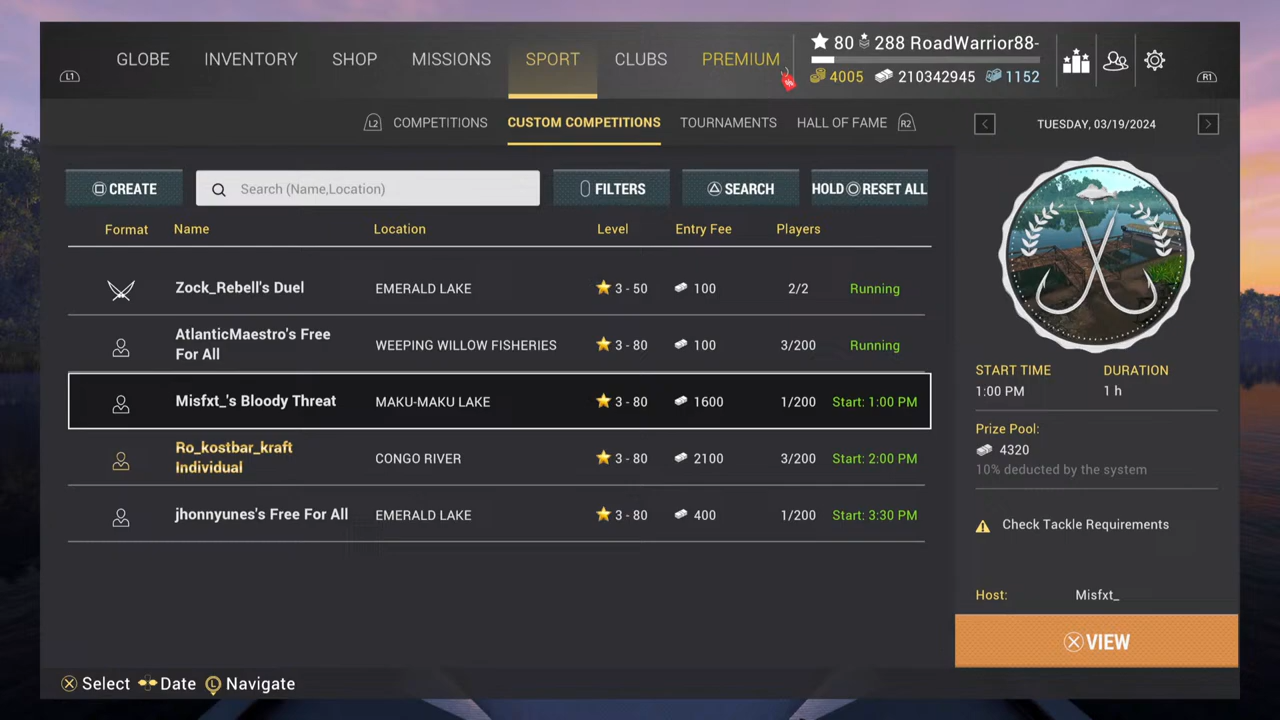 L1
GLOBE INVENTORY SHOP MISSIONS SPORT CLUBS PREMIUM
80 288 RoadWarrior88-
4005 210342945 1152
R1
L2 COMPETITIONS CUSTOM COMPETITIONS TOURNAMENTS HALL OF FAME R2
TUESDAY, 03/19/2024
CREATE Search (Name,Location) FILTERS SEARCH HOLD RESET ALL
Format Name Location Level Entry Fee Players
Zock_Rebell's Duel EMERALD LAKE 3 - 50 100 2/2 Running
AtlanticMaestro's Free
For All WEEPING WILLOW FISHERIES 3 - 80 100 3/200 Running
Misfxt_'s Bloody Threat MAKU-MAKU LAKE 3 - 80 1600 1/200 Start: 1:00 PM
Ro_kostbar_kraft
Individual CONGO RIVER 3 - 80 2100 3/200 Start: 2:00 PM
jhonnyunes's Free For All EMERALD LAKE 3 - 80 400 1/200 Start: 3:30 PM
START TIME DURATION
1:00 PM 1 h
Prize Pool:
4320
10% deducted by the system
Check Tackle Requirements
Host: Misfxt_
VIEW
Select Date L Navigate